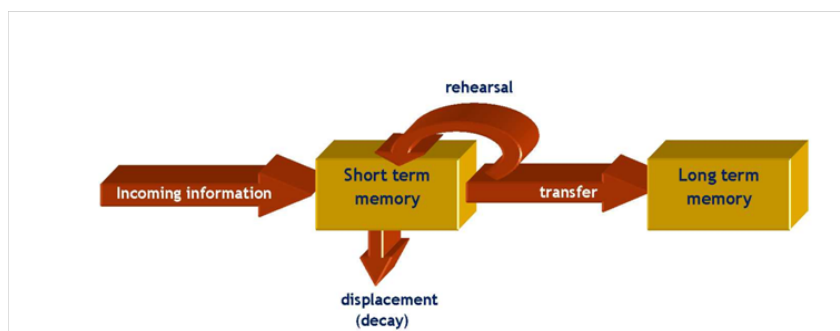 rehearsal
Incoming information
Short term
memory
transfer
Long term
memory
displacement
(decay)